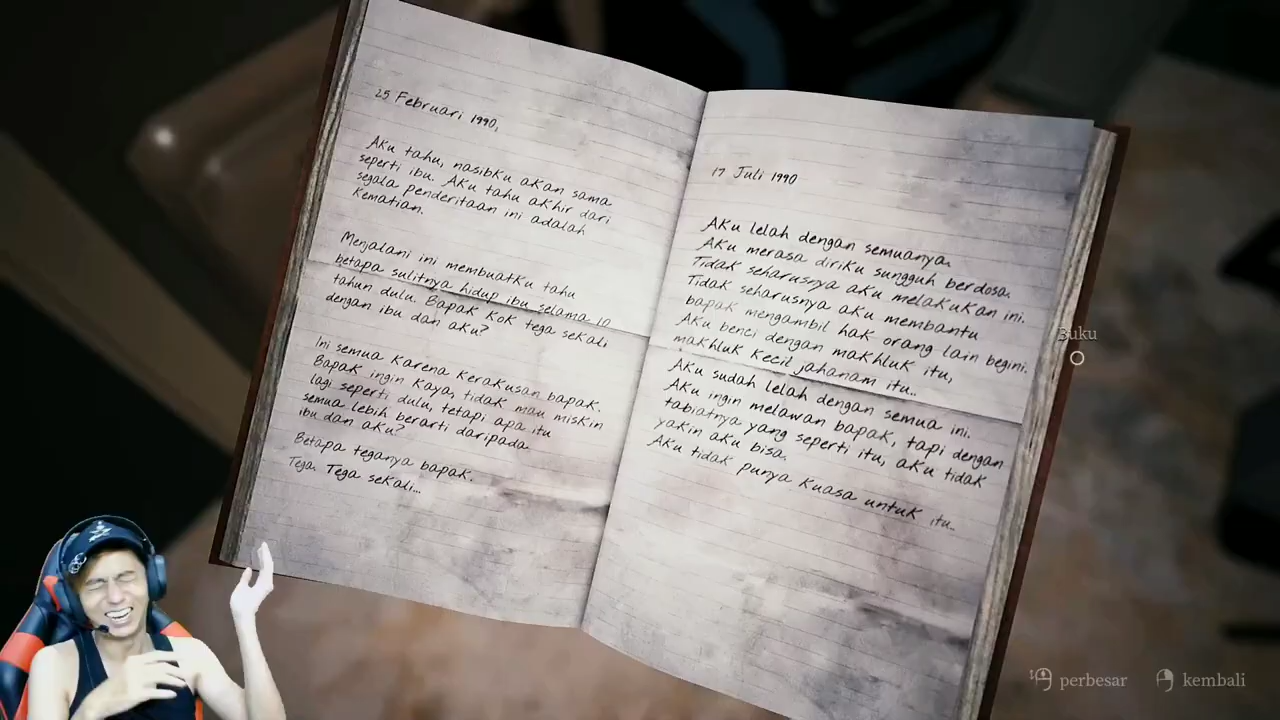 25 Februari 1990,
Aku tahu, nasibku akan sama
seperti ibu. Aku tahu akhir dari
segala penderitaan ini adalah
kematian.
Menjalani ini membuatku tahu
betapa sulitnya hidup ibu selama 10
tahun dulu. Bapak kok tega sekali
dengan ibu dan aku?
Ini semua karena kerakusan bapak.
Bapak ingin kaya, tidak mau miskin
lagi seperti dulu, tetapi apa itu
semua lebih berarti daripada
ibu dan aku?
Betapa teganya bapak.
Tega. Tega sekali...
17 Juli 1990
Aku lelah dengan semuanya.
Aku merasa diriku sungguh berdosa.
Tidak seharusnya aku melakukan ini.
Tidak seharusnya aku membantu
bapak mengambil hak orang lain begini.
Aku benci dengan makhluk itu,
makhluk kecil jahanam itu..
Aku sudah lelah dengan semua ini.
Aku ingin melawan bapak, tapi dengan
tabiatnya yang seperti itu, aku tidak
yakin aku bisa.
Aku tidak punya kuasa untuk itu..
Buku
perbesar
kembali